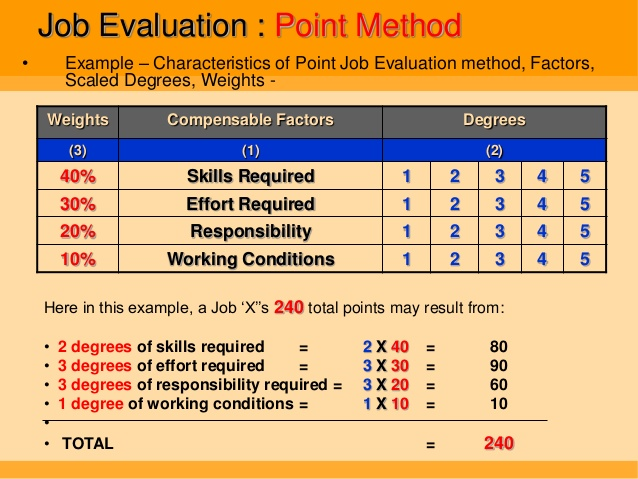 Job Evaluation : Point Method
• Example – Characteristics of Point Job Evaluation method, Factors,
Scaled Degrees, Weights -
Weights Compensable Factors Degrees
(3) (1) (2)
40% Skills Required 1 2 3 4 5
30% Effort Required 1 2 3 4 5
20% Responsibility 1 2 3 4 5
10% Working Conditions 1 2 3 4 5
Here in this example, a Job ‘X”s 240 total points may result from:
• 2 degrees of skills required = 2 X 40 = 80
• 3 degrees of effort required = 3 X 30 = 90
• 3 degrees of responsibility required = 3 X 20 = 60
• 1 degree of working conditions = 1 X 10 = 10
•
• TOTAL = 240